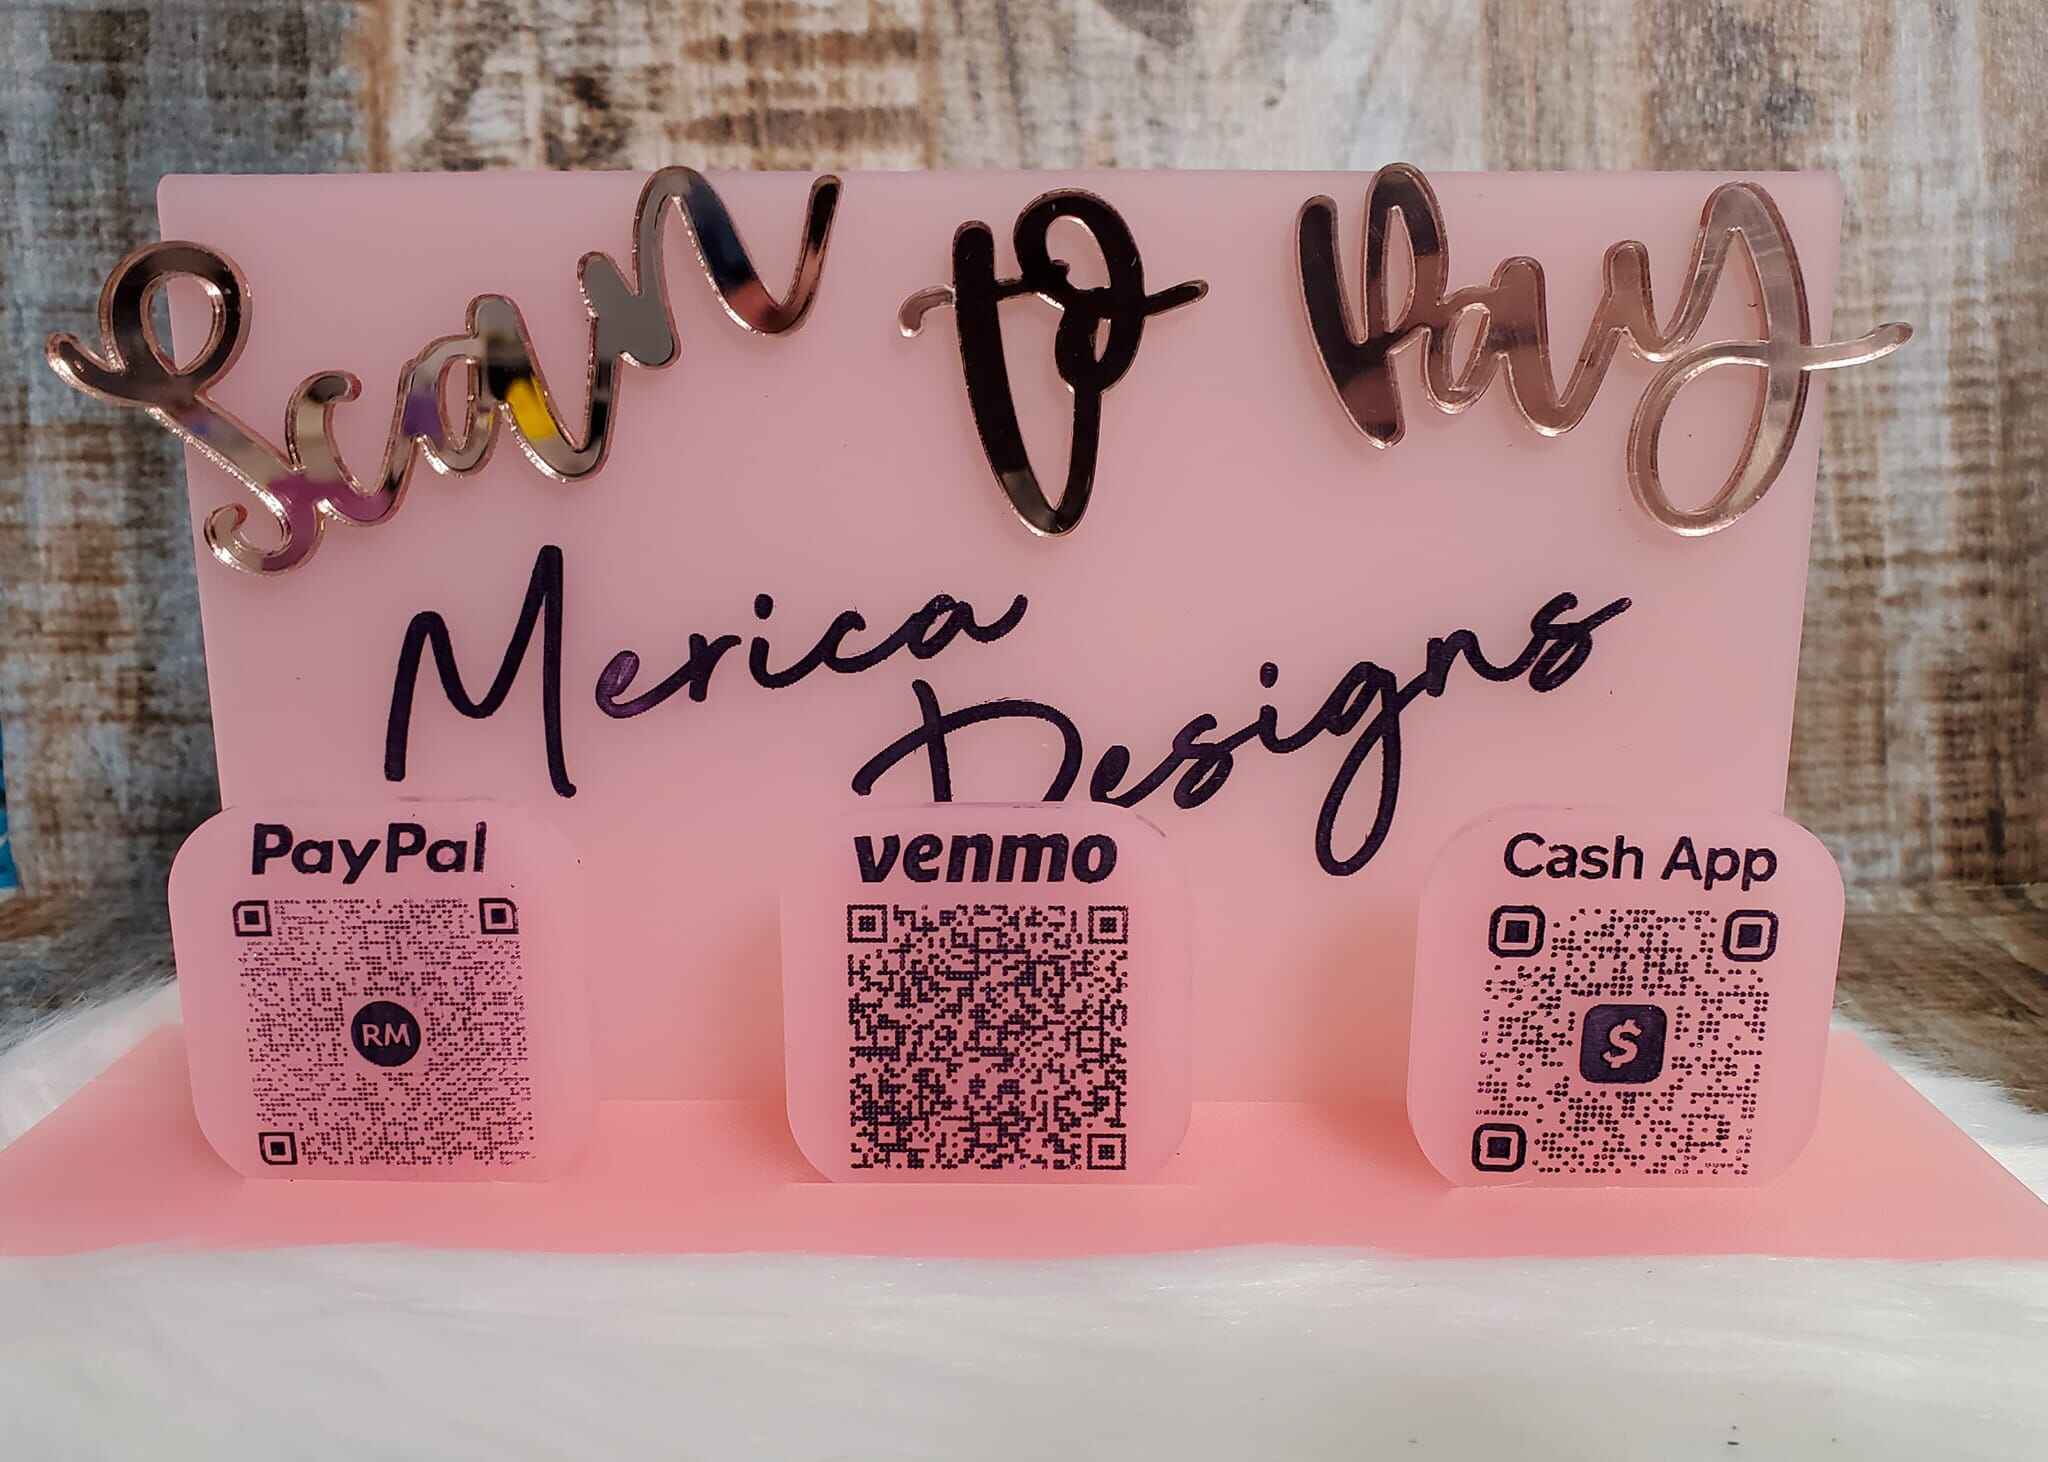 Scan to Pay
Merica
Designs
PayPal
venmo
Cash App
RM
$